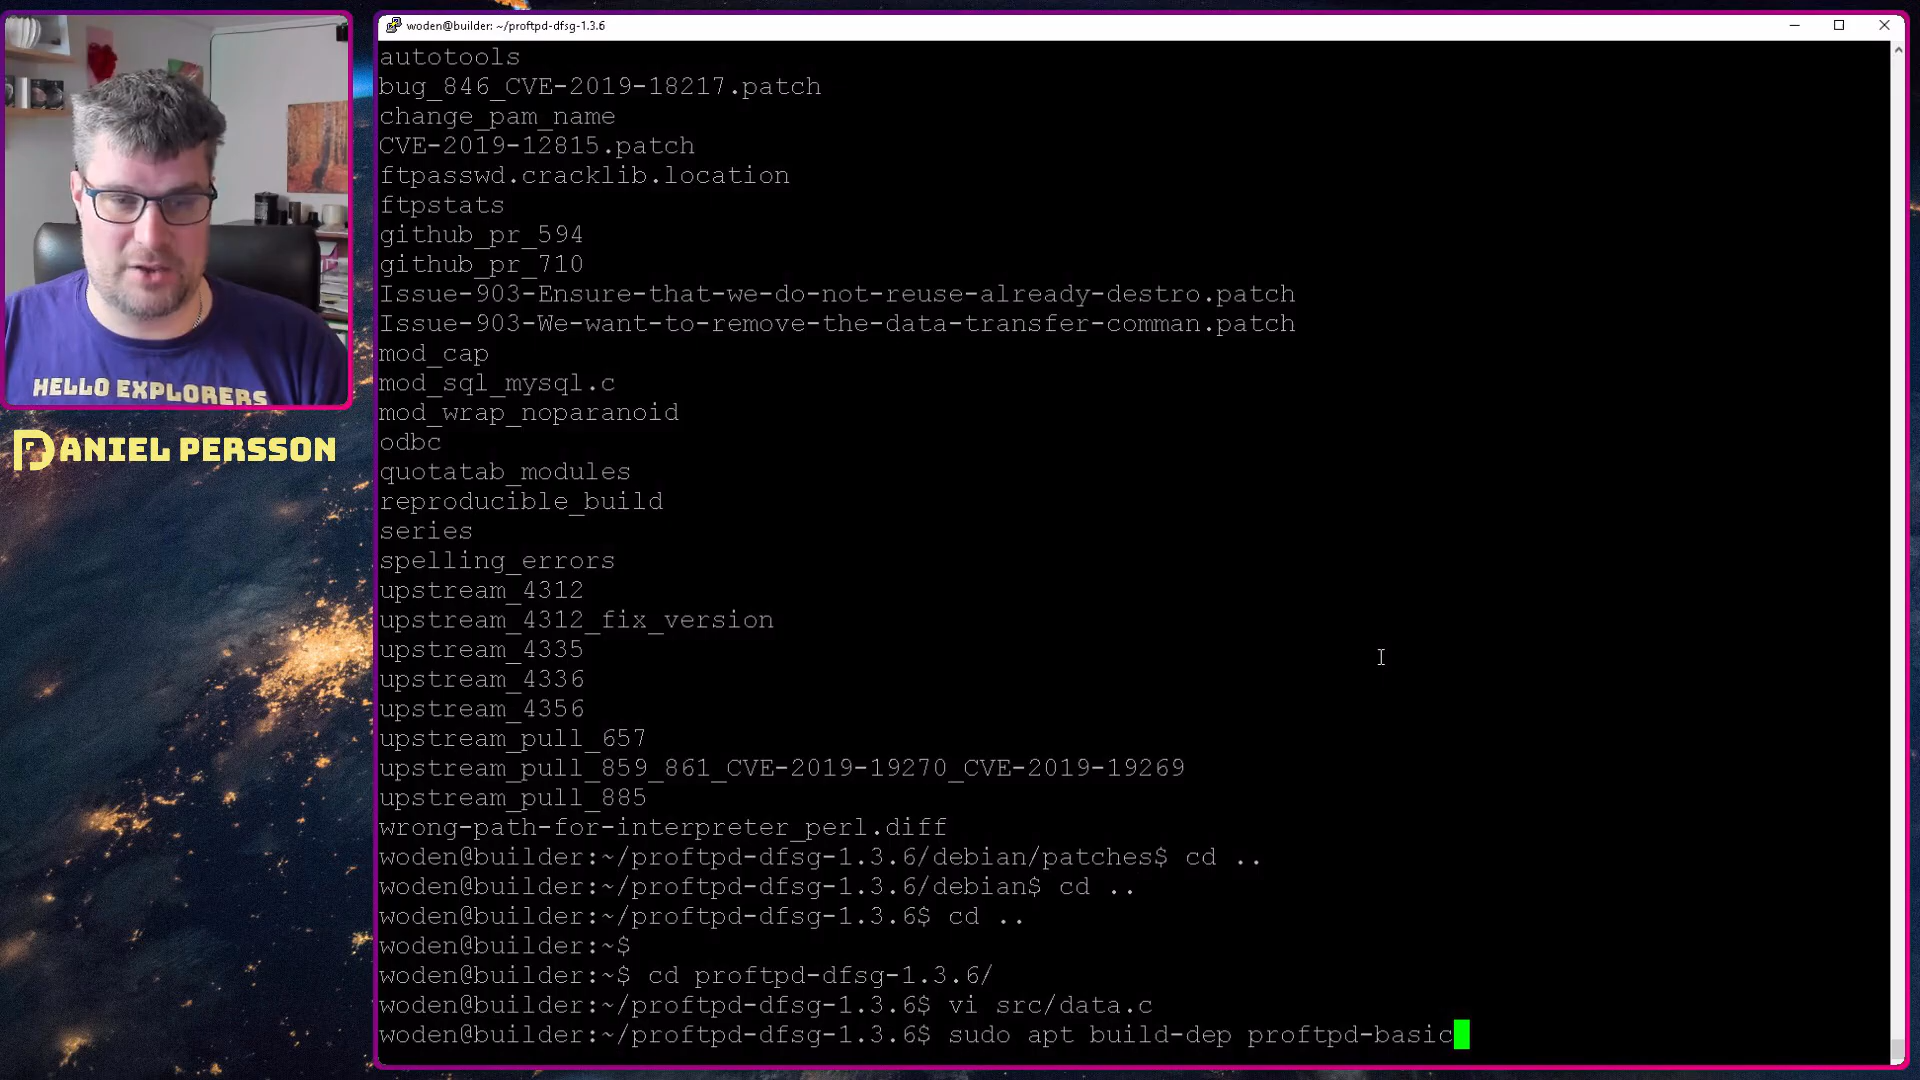 woden@builder: ~/proftpd-dfsg-1.3.6
autotools
bug_846_CVE-2019-18217.patch
change_pam_name
CVE-2019-12815.patch
ftpasswd.cracklib.location
ftpstats
github_pr_594
github_pr_710
Issue-903-Ensure-that-we-do-not-reuse-already-destro.patch
Issue-903-We-want-to-remove-the-data-transfer-comman.patch
mod_cap
mod_sql_mysql.c
mod_wrap_noparanoid
odbc
quotatab_modules
reproducible_build
series
spelling_errors
upstream_4312
upstream_4312_fix_version
upstream_4335
upstream_4336
upstream_4356
upstream_pull_657
upstream_pull_859_861_CVE-2019-19270_CVE-2019-19269
upstream_pull_885
wrong-path-for-interpreter_perl.diff
woden@builder:~/proftpd-dfsg-1.3.6/debian/patches$ cd ..
woden@builder:~/proftpd-dfsg-1.3.6/debian$ cd ..
woden@builder:~/proftpd-dfsg-1.3.6$ cd ..
woden@builder:~$
woden@builder:~$ cd proftpd-dfsg-1.3.6/
woden@builder:~/proftpd-dfsg-1.3.6$ vi src/data.c
woden@builder:~/proftpd-dfsg-1.3.6$ sudo apt build-dep proftpd-basic
HELLO EXPLORERS
DANIEL PERSSON